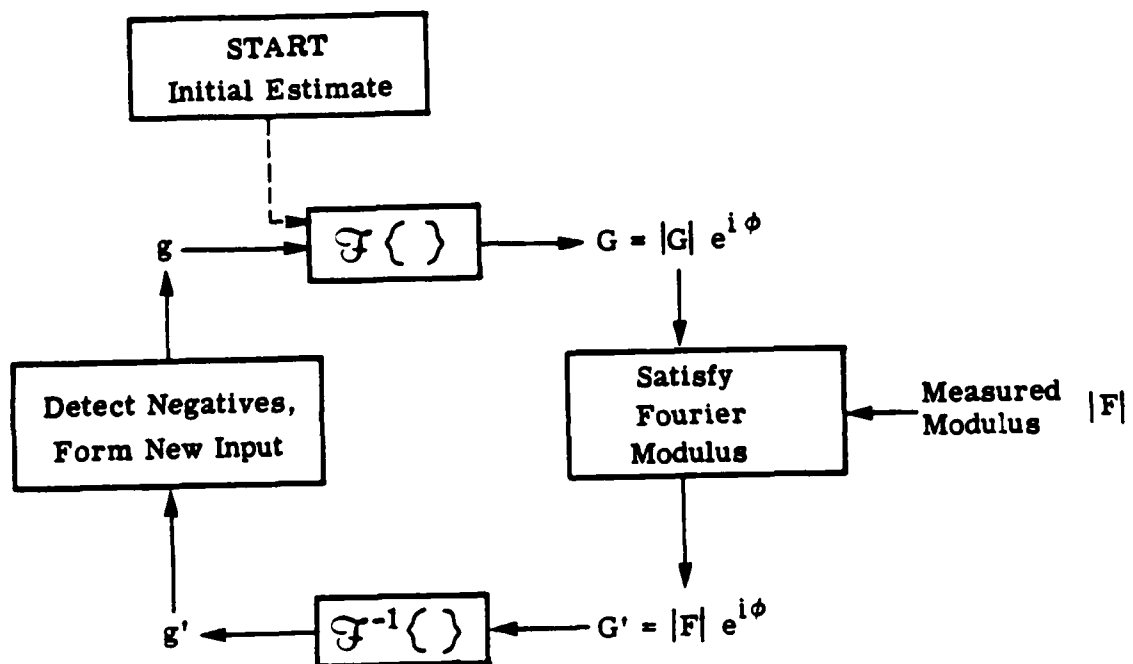 START
Initial Estimate
g
ℱ { }
G = |G| e^{iϕ}
Detect Negatives,
Form New Input
Satisfy
Fourier
Modulus
Measured
Modulus |F|
g'
ℱ⁻¹ { }
G' = |F| e^{iϕ}